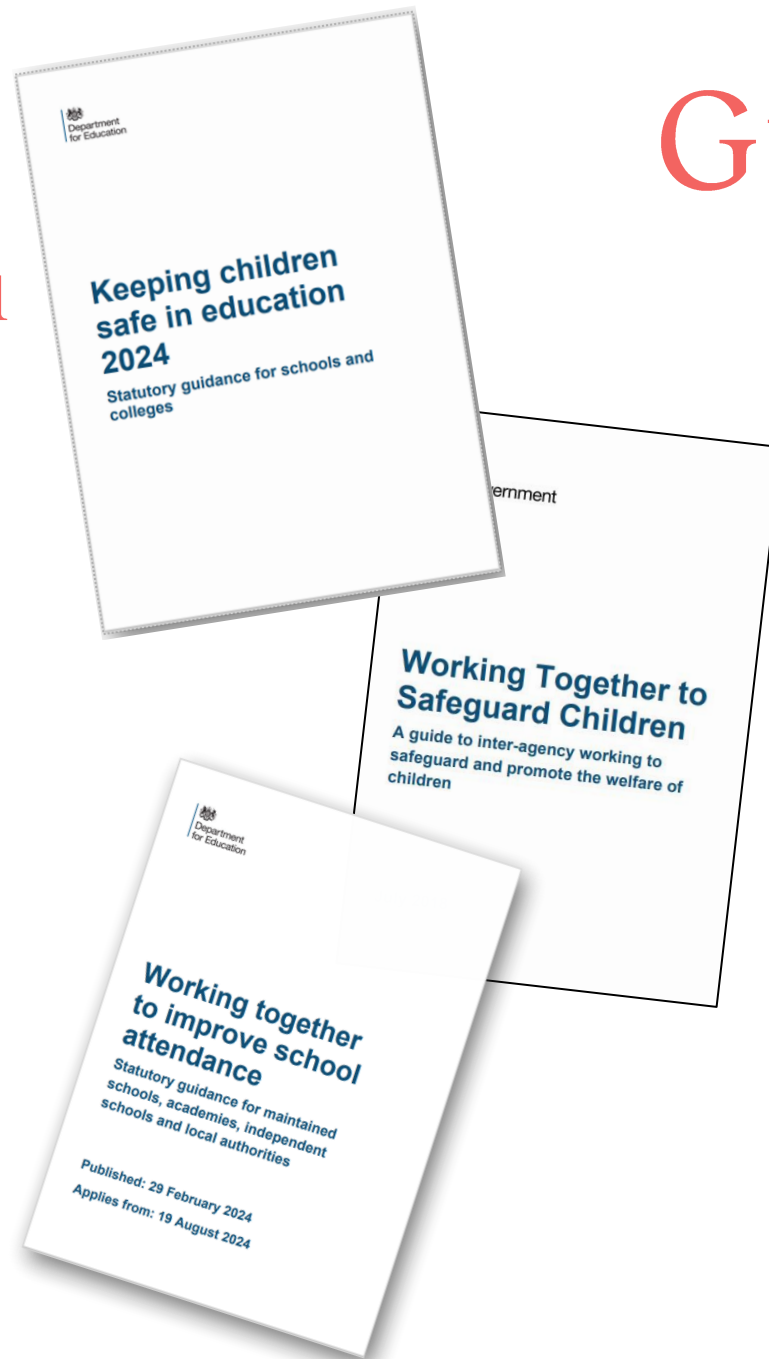 Department
for Education
Keeping children
safe in education
2024
Statutory guidance for schools and
colleges
Working Together to
Safeguard Children
A guide to inter-agency working to
safeguard and promote the welfare of
children
Department
for Education
Working together
to improve school
attendance
Statutory guidance for maintained
schools, academies, independent
schools and local authorities
Published: 29 February 2024
Applies from: 19 August 2024